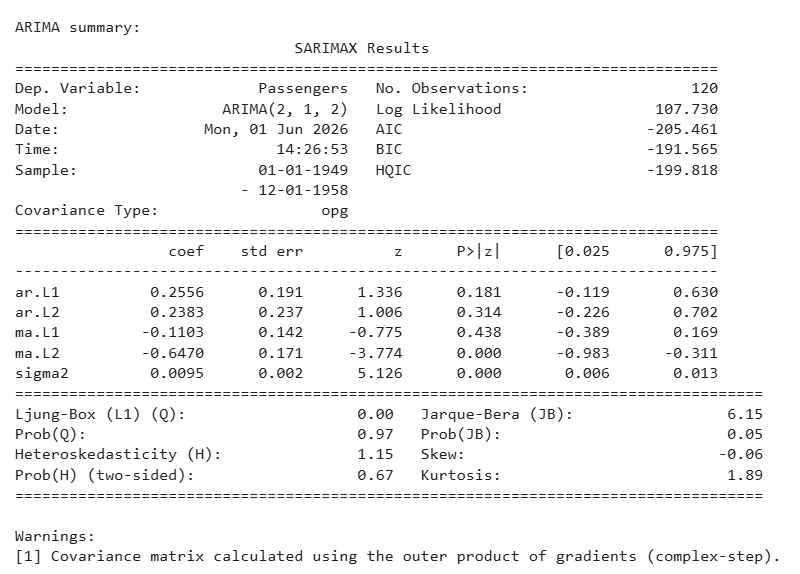 ARIMA summary:
                               SARIMAX Results
==============================================================================
Dep. Variable:             Passengers   No. Observations:                  120
Model:                 ARIMA(2, 1, 2)   Log Likelihood                 107.730
Date:                Mon, 01 Jun 2026   AIC                           -205.461
Time:                        14:26:53   BIC                           -191.565
Sample:                    01-01-1949   HQIC                          -199.818
                         - 12-01-1958
Covariance Type:                  opg
==============================================================================
                 coef    std err          z      P>|z|      [0.025      0.975]
------------------------------------------------------------------------------
ar.L1          0.2556      0.191      1.336      0.181      -0.119       0.630
ar.L2          0.2383      0.237      1.006      0.314      -0.226       0.702
ma.L1         -0.1103      0.142     -0.775      0.438      -0.389       0.169
ma.L2         -0.6470      0.171     -3.774      0.000      -0.983      -0.311
sigma2         0.0095      0.002      5.126      0.000       0.006       0.013
===================================================================================
Ljung-Box (L1) (Q):                   0.00   Jarque-Bera (JB):                 6.15
Prob(Q):                              0.97   Prob(JB):                         0.05
Heteroskedasticity (H):               1.15   Skew:                            -0.06
Prob(H) (two-sided):                  0.67   Kurtosis:                         1.89
===================================================================================

Warnings:
[1] Covariance matrix calculated using the outer product of gradients (complex-step).